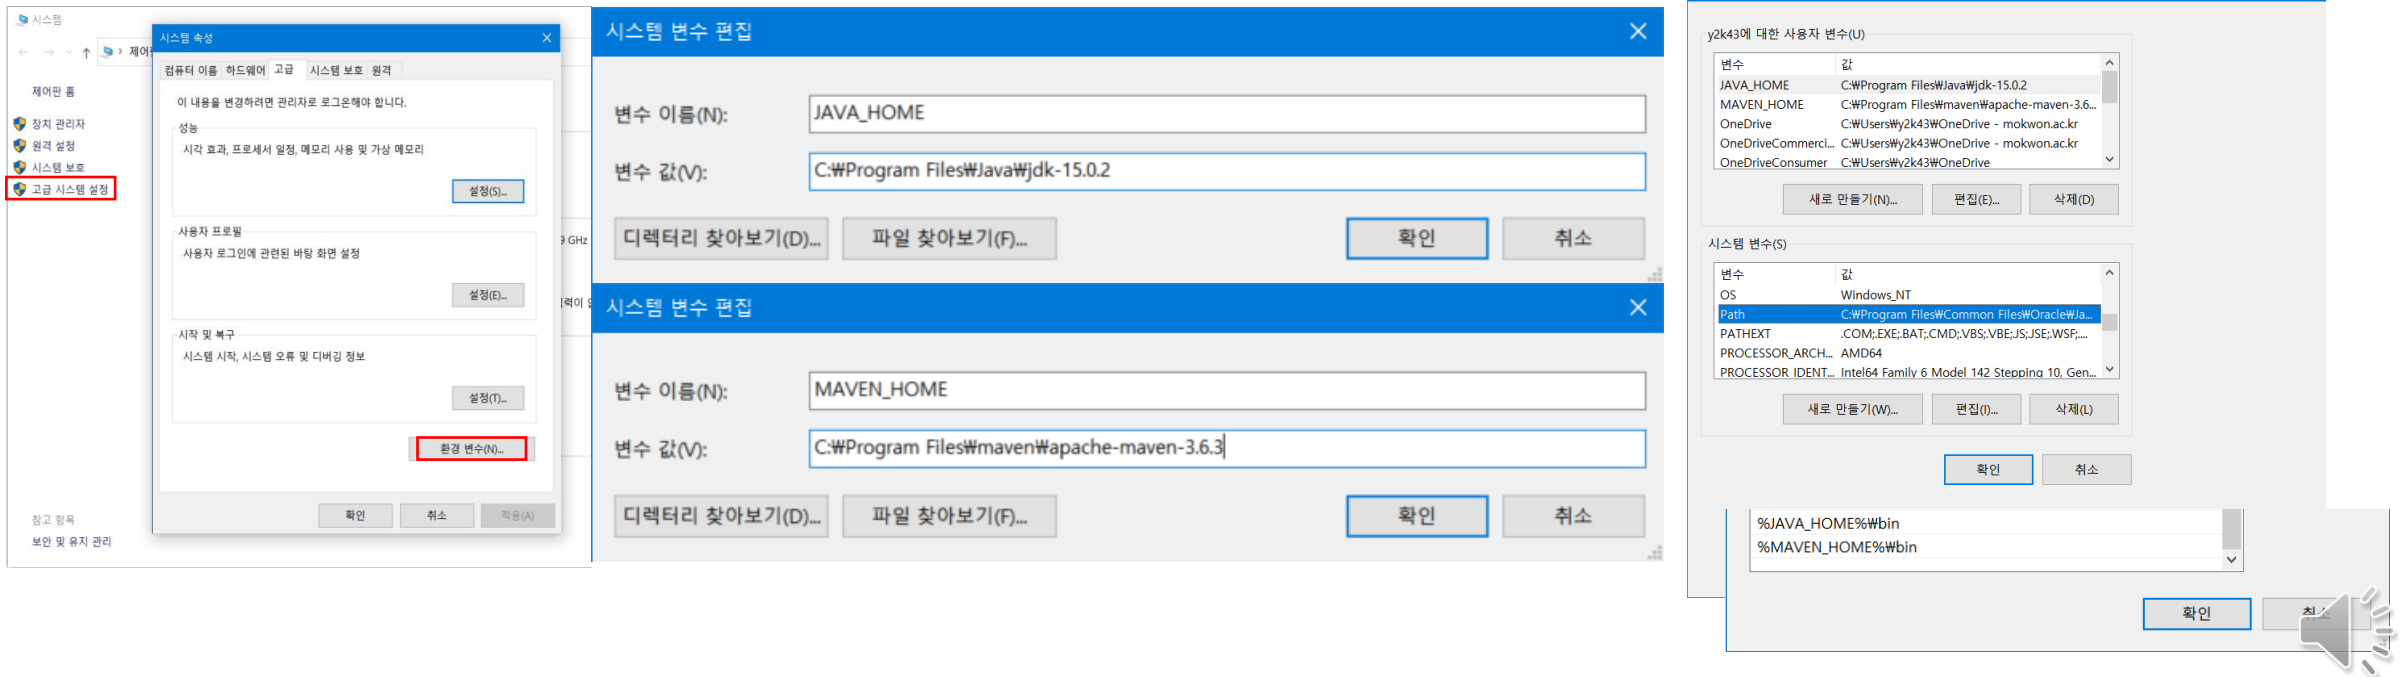 시스템
제어판 홈
장치 관리자
원격 설정
시스템 보호
고급 시스템 설정
참고 항목
보안 및 유지 관리
시스템 속성
컴퓨터 이름 하드웨어 고급 시스템 보호 원격
이 내용을 변경하려면 관리자로 로그온해야 합니다.
성능
시각 효과, 프로세서 일정, 메모리 사용 및 가상 메모리
설정(S)...
사용자 프로필
사용자 로그인에 관련된 바탕 화면 설정
설정(E)...
시작 및 복구
시스템 시작, 시스템 오류 및 디버깅 정보
설정(T)...
환경 변수(N)...
확인 취소 적용(A)
9 GHz
시스템 변수 편집
변수 이름(N): JAVA_HOME
변수 값(V): C:₩Program Files₩Java₩jdk-15.0.2
디렉터리 찾아보기(D)... 파일 찾아보기(F)... 확인 취소
시스템 변수 편집
변수 이름(N): MAVEN_HOME
변수 값(V): C:₩Program Files₩maven₩apache-maven-3.6.3
디렉터리 찾아보기(D)... 파일 찾아보기(F)... 확인 취소
y2k43에 대한 사용자 변수(U)
변수 값
JAVA_HOME C:₩Program Files₩Java₩jdk-15.0.2
MAVEN_HOME C:₩Program Files₩maven₩apache-maven-3.6...
OneDrive C:₩Users₩y2k43₩OneDrive - mokwon.ac.kr
OneDriveCommerci... C:₩Users₩y2k43₩OneDrive - mokwon.ac.kr
OneDriveConsumer C:₩Users₩y2k43₩OneDrive
새로 만들기(N)... 편집(E)... 삭제(D)
시스템 변수(S)
변수 값
OS Windows_NT
Path C:₩Program Files₩Common Files₩Oracle₩Ja...
PATHEXT .COM;.EXE;.BAT;.CMD;.VBS;.VBE;.JS;.JSE;.WSF;....
PROCESSOR_ARCH... AMD64
PROCESSOR_IDENT... Intel64 Family 6 Model 142 Stepping 10, Gen...
새로 만들기(W)... 편집(I)... 삭제(L)
확인 취소
%JAVA_HOME%₩bin
%MAVEN_HOME%₩bin
확인 취소